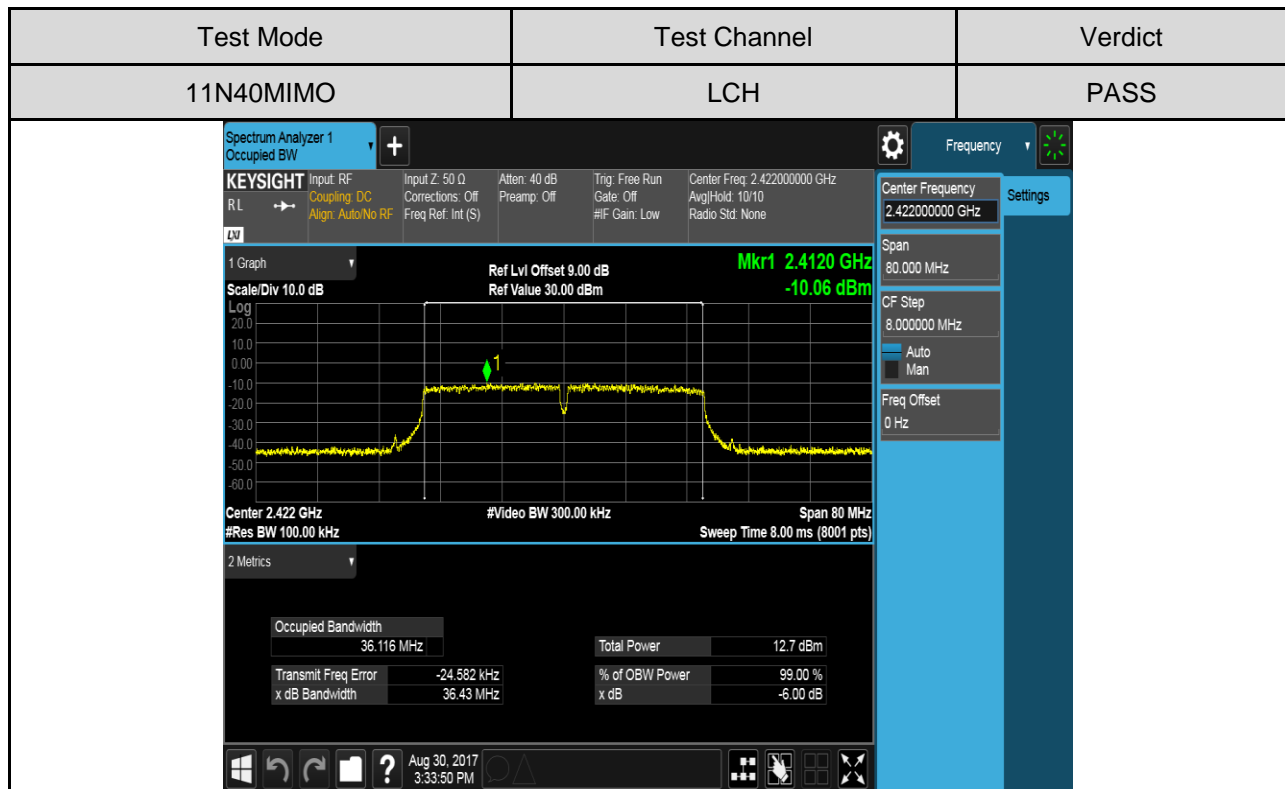 Test Mode Test Channel Verdict
11N40MIMO LCH PASS
Spectrum Analyzer 1
Occupied BW
+
Frequency
KEYSIGHT Input: RF Input Z: 50 Ω Atten: 40 dB Trig: Free Run Center Freq: 2.422000000 GHz
RL Coupling: DC Corrections: Off Preamp: Off Gate: Off Avg|Hold: 10/10
Align: Auto/No RF Freq Ref: Int (S) #IF Gain: Low Radio Std: None
LXI
1 Graph
Ref Lvl Offset 9.00 dB
Mkr1 2.4120 GHz
Scale/Div 10.0 dB Ref Value 30.00 dBm -10.06 dBm
Log
20.0
10.0
0.00
-10.0
-20.0
-30.0
-40.0
-50.0
-60.0
1
Center 2.422 GHz #Video BW 300.00 kHz Span 80 MHz
#Res BW 100.00 kHz Sweep Time 8.00 ms (8001 pts)
2 Metrics
Occupied Bandwidth
36.116 MHz Total Power 12.7 dBm
Transmit Freq Error -24.582 kHz % of OBW Power 99.00 %
x dB Bandwidth 36.43 MHz x dB -6.00 dB
? Aug 30, 2017
3:33:50 PM
Center Frequency
2.422000000 GHz
Settings
Span
80.000 MHz
CF Step
8.000000 MHz
Auto
Man
Freq Offset
0 Hz